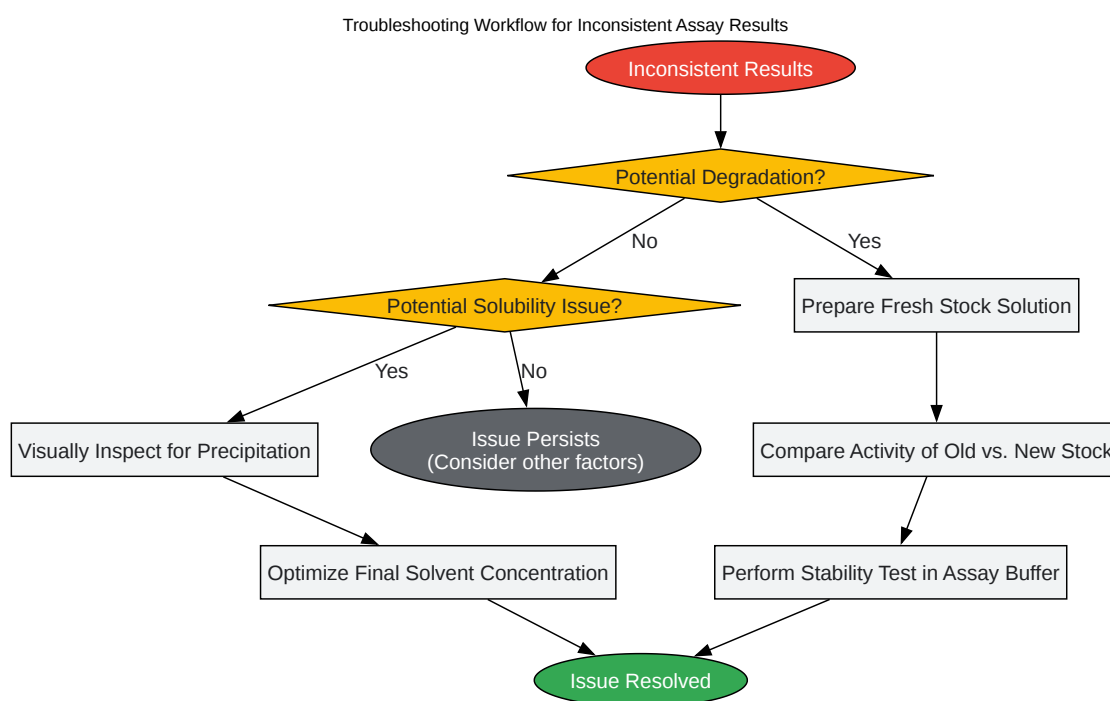 Troubleshooting Workflow for Inconsistent Assay Results
Inconsistent Results
Potential Degradation?
No
Yes
Potential Solubility Issue?
Prepare Fresh Stock Solution
Yes
No
Visually Inspect for Precipitation
Issue Persists
(Consider other factors)
Compare Activity of Old vs. New Stock
Optimize Final Solvent Concentration
Perform Stability Test in Assay Buffer
Issue Resolved